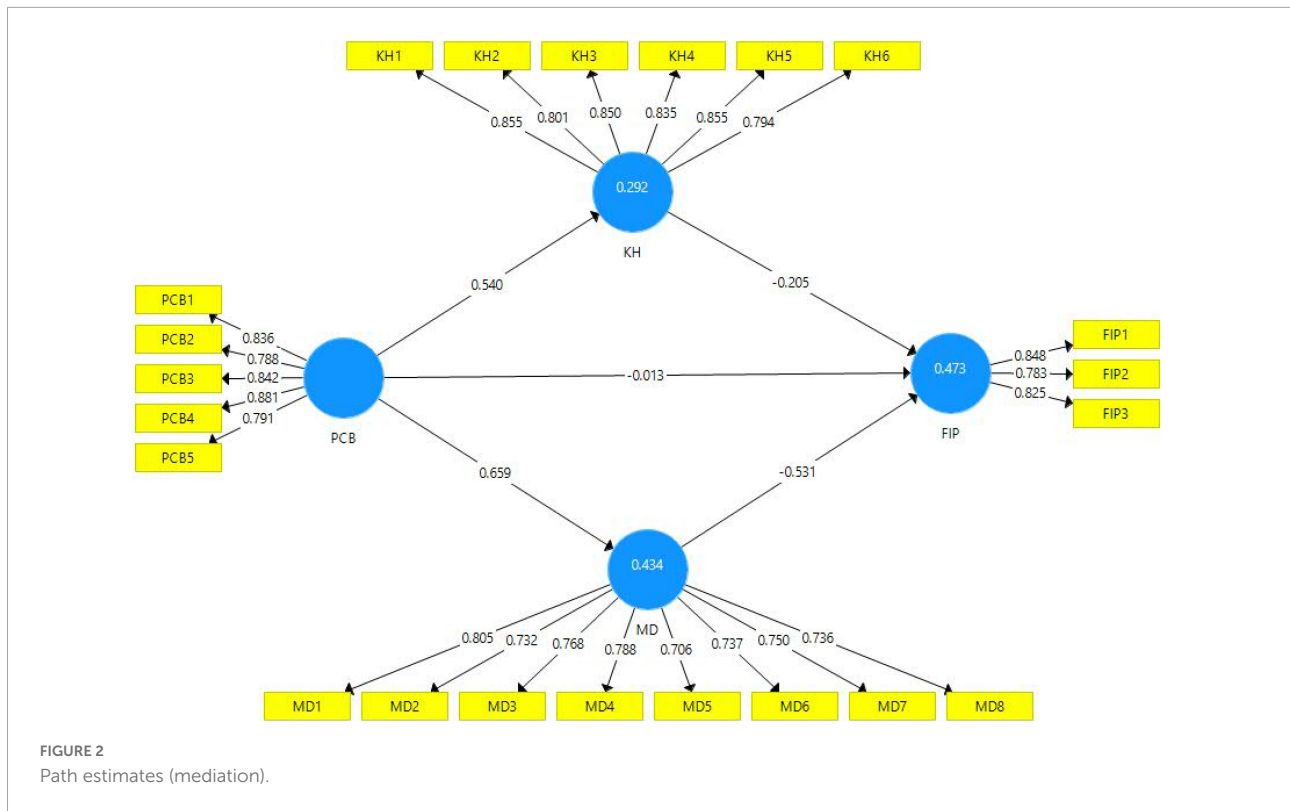 KH1 KH2 KH3 KH4 KH5 KH6
0.855 0.801 0.850 0.835 0.855 0.794
0.292
KH
0.540
-0.205
PCB1
PCB2
PCB3
PCB4
PCB5
0.836
0.788
0.842
0.881
0.791
PCB
-0.013
0.473
FIP
0.848
0.783
0.825
FIP1
FIP2
FIP3
0.659
-0.531
0.434
MD
0.805 0.732 0.768 0.788 0.706 0.737 0.750 0.736
MD1 MD2 MD3 MD4 MD5 MD6 MD7 MD8
FIGURE 2
Path estimates (mediation).